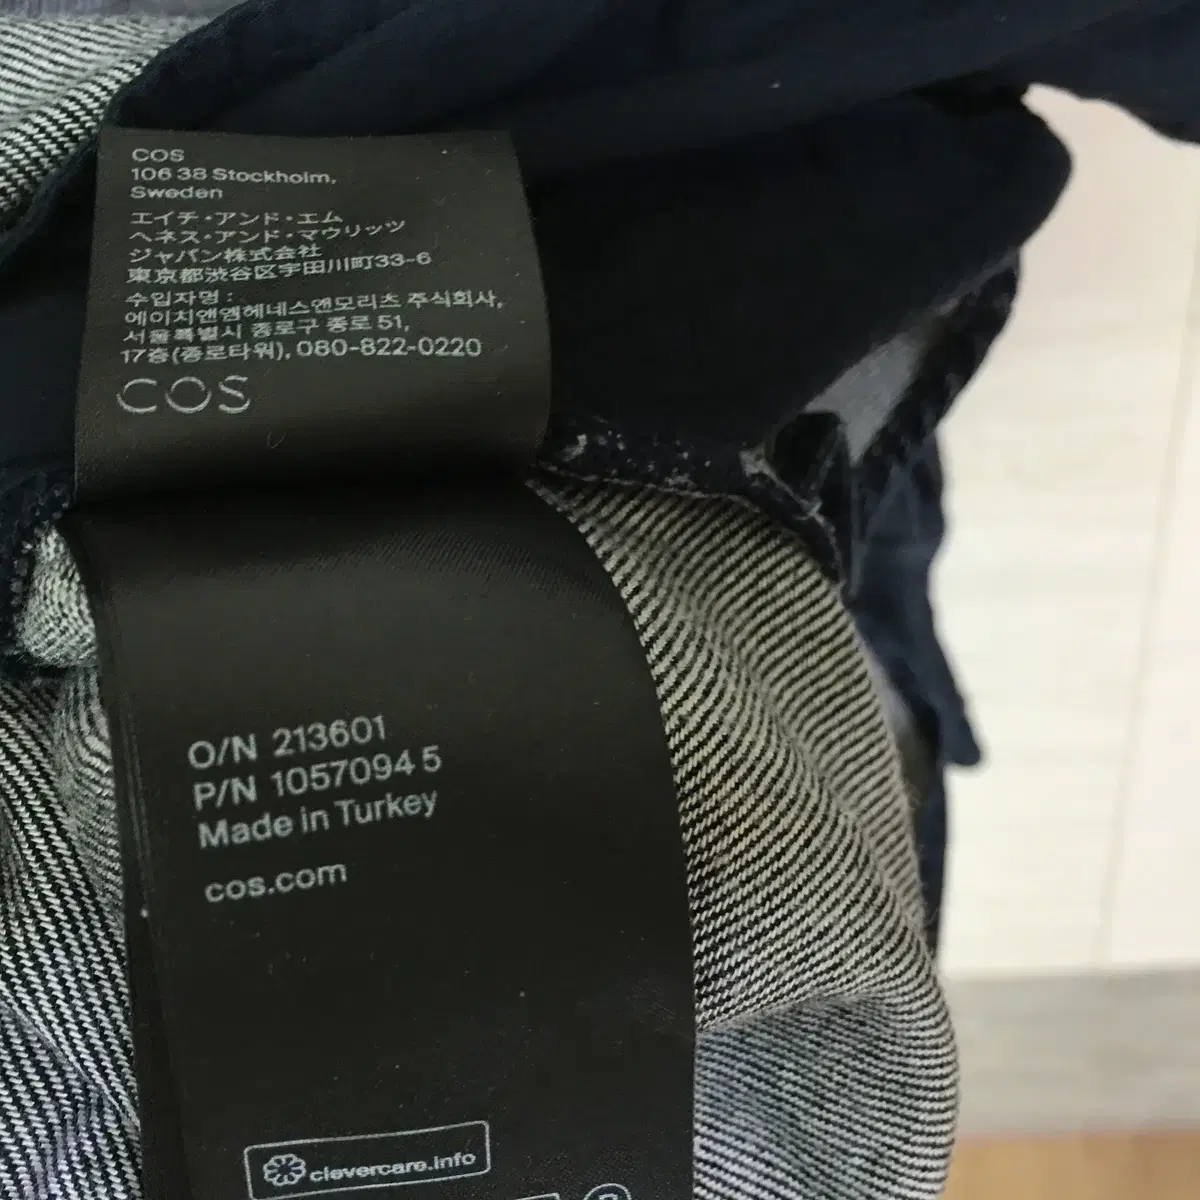 COS
106 38 Stockholm,
Sweden
エイチ・アンド・エム
ヘネス・アンド・マウリッツ
ジャパン株式会社
東京都渋谷区宇田川町33-6
수입자명 :
에이치앤엠헤네스앤모리츠 주식회사,
서울특별시 종로구 종로 51,
17층(종로타워), 080-822-0220
COS
O/N 213601
P/N 1057094 5
Made in Turkey
cos.com
clevercare.info